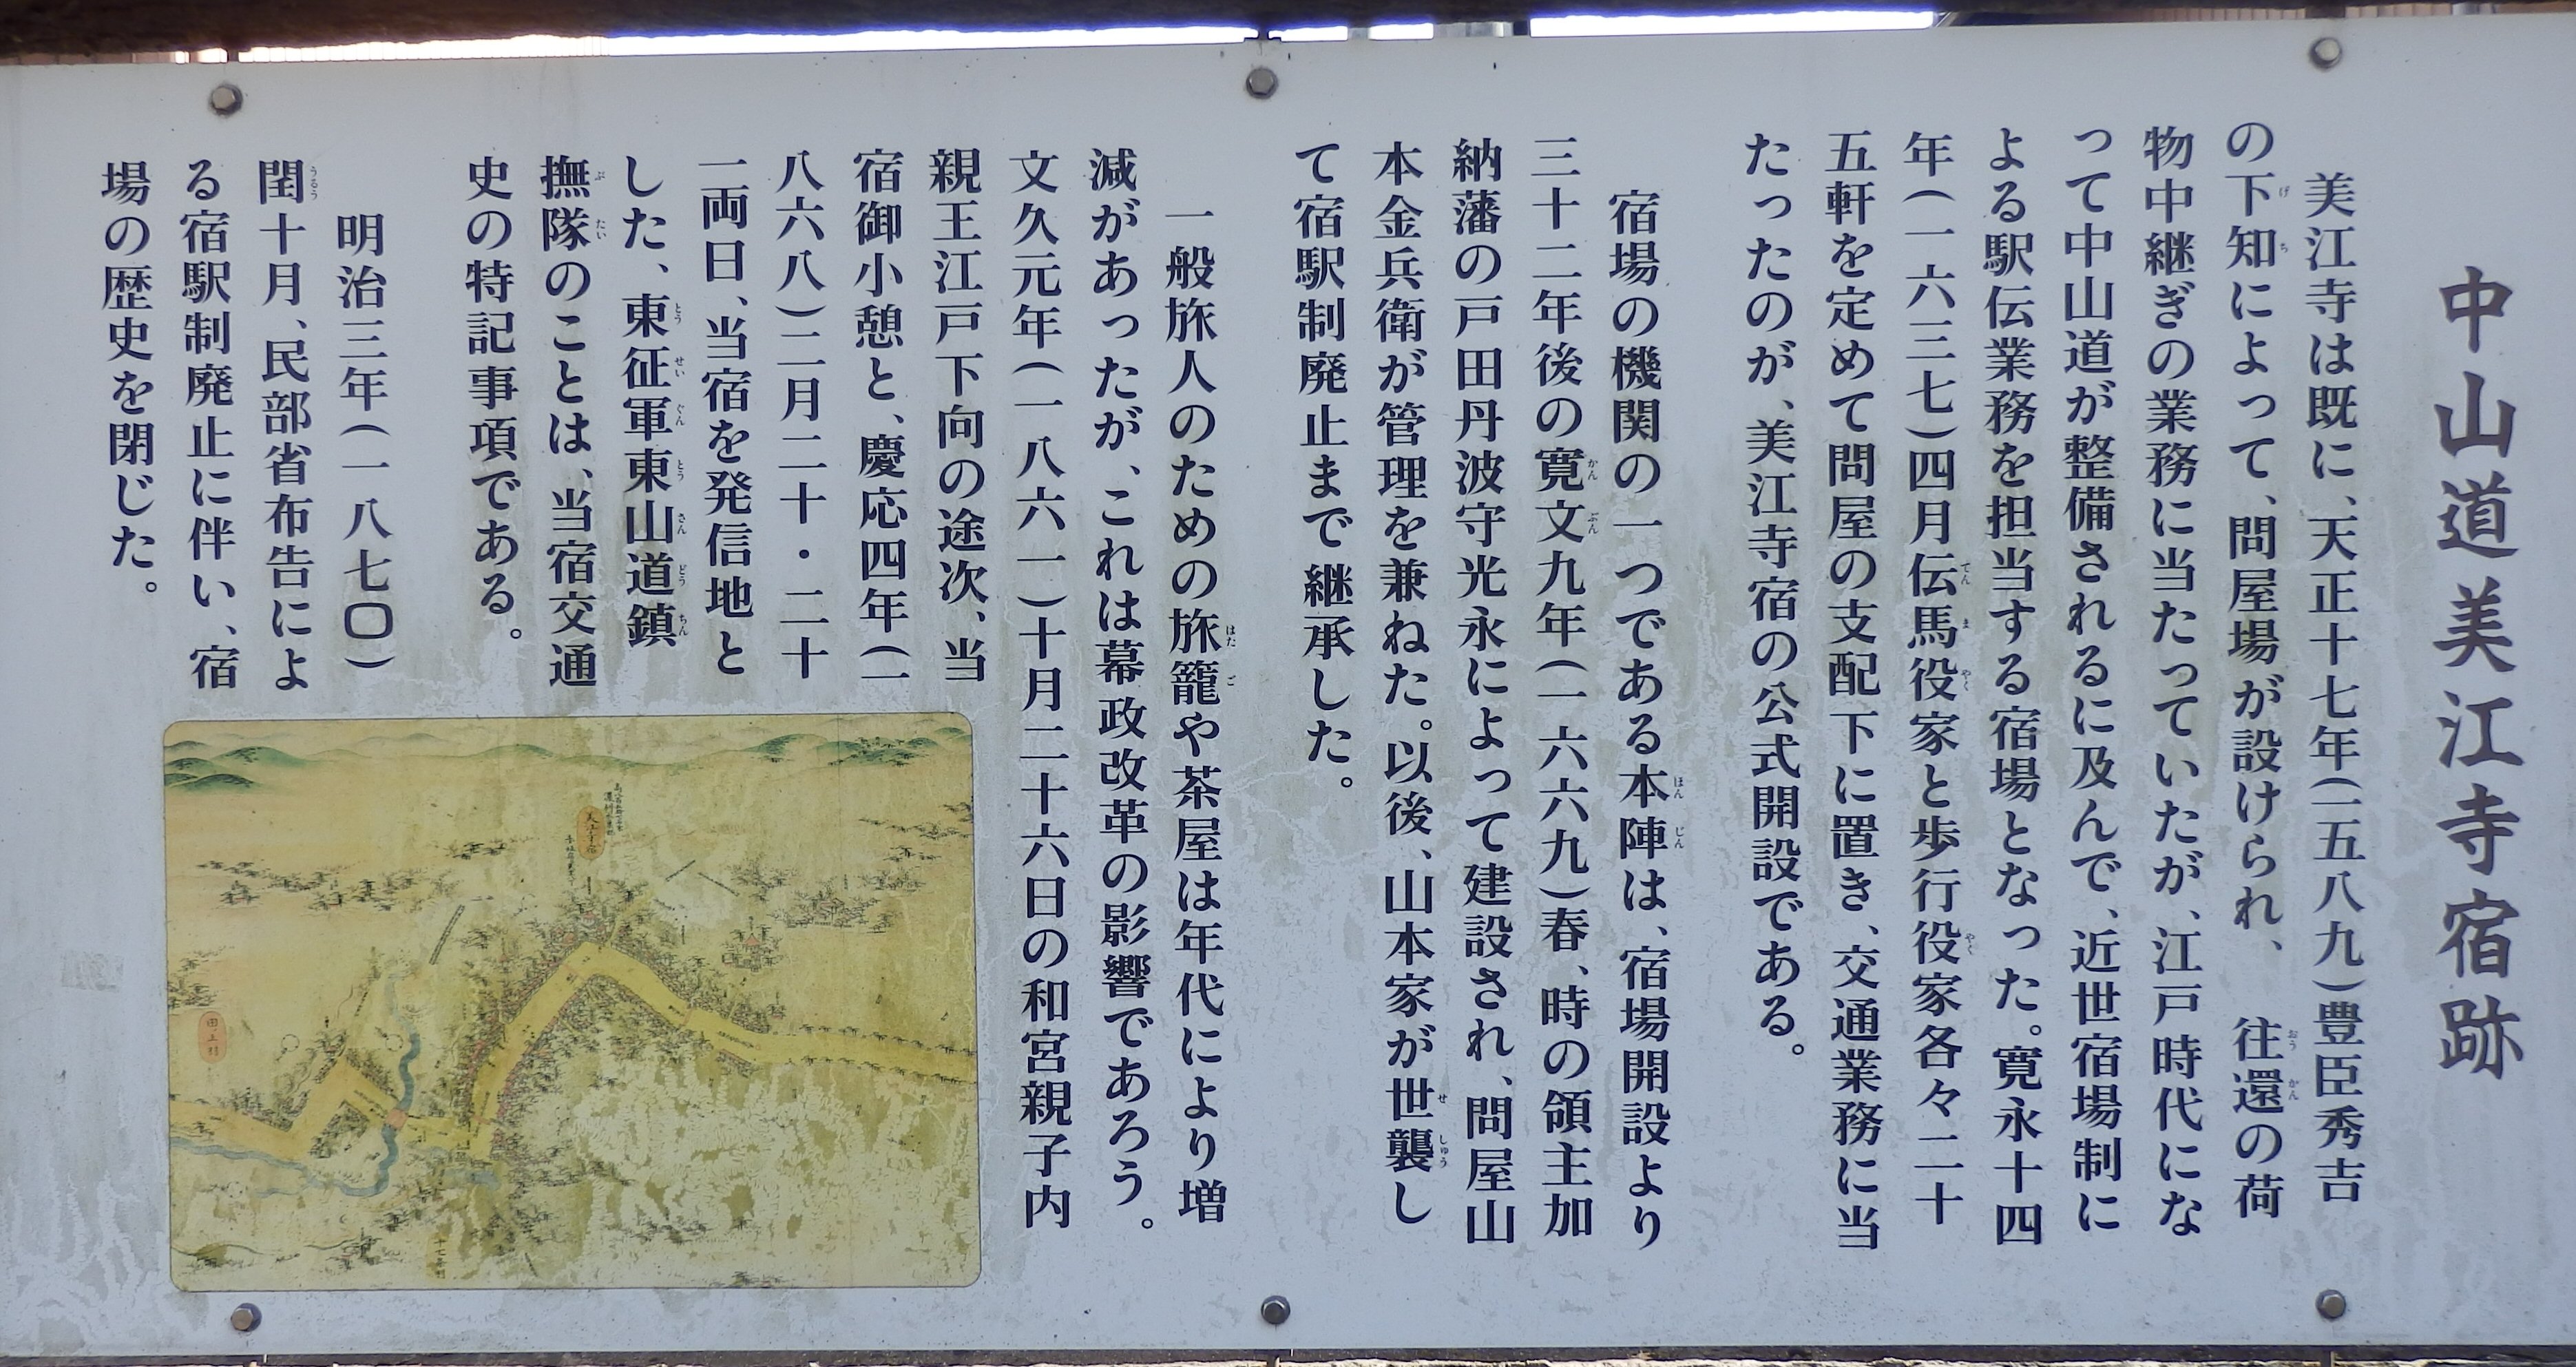 中山道美江寺宿跡
美江寺は既に、天正十七年(一五八九)豊臣秀吉
の下知によって、問屋場が設けられ、往還の荷
物中継ぎの業務に当たっていたが、江戸時代にな
って中山道が整備されるに及んで、近世宿場制に
よる駅伝業務を担当する宿場となった。寛永十四
年(一六三七)四月伝馬役家と歩行役家各々二十
五軒を定めて問屋の支配下に置き、交通業務に当
たったのが、美江寺宿の公式開設である。
宿場の機関の一つである本陣は、宿場開設より
三十二年後の寛文九年(一六六九)春、時の領主加
納藩の戸田丹波守光永によって建設され、問屋山
本金兵衛が管理を兼ねた。以後、山本家が世襲し
て宿駅制廃止まで継承した。
一般旅人のための旅籠や茶屋は年代により増
減があったが、これは幕政改革の影響であろう。
文久元年(一八六一)十月二十六日の和宮親子内
親王江戸下向の途次、当
宿御小憩と、慶応四年(一
八六八)二月二十・二十
一両日、当宿を発信地と
した、東征軍東山道鎮
撫隊のことは、当宿交通
史の特記事項である。
明治三年(一八七〇)
閏十月、民部省布告によ
る宿駅制廃止に伴い、宿
場の歴史を閉じた。
美江寺宿
田之上村